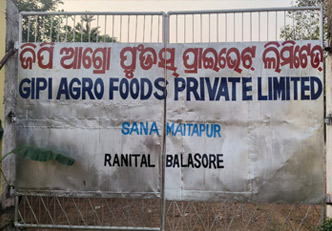 ଜିପି ଆଗ୍ରୋ ଫୁଡସ୍ ପ୍ରାଇଭେଟ୍ ଲିମିଟେଡ୍
GIPI AGRO FOODS PRIVATE LIMITED
SANA MAITAPUR
RANITAL BALASORE